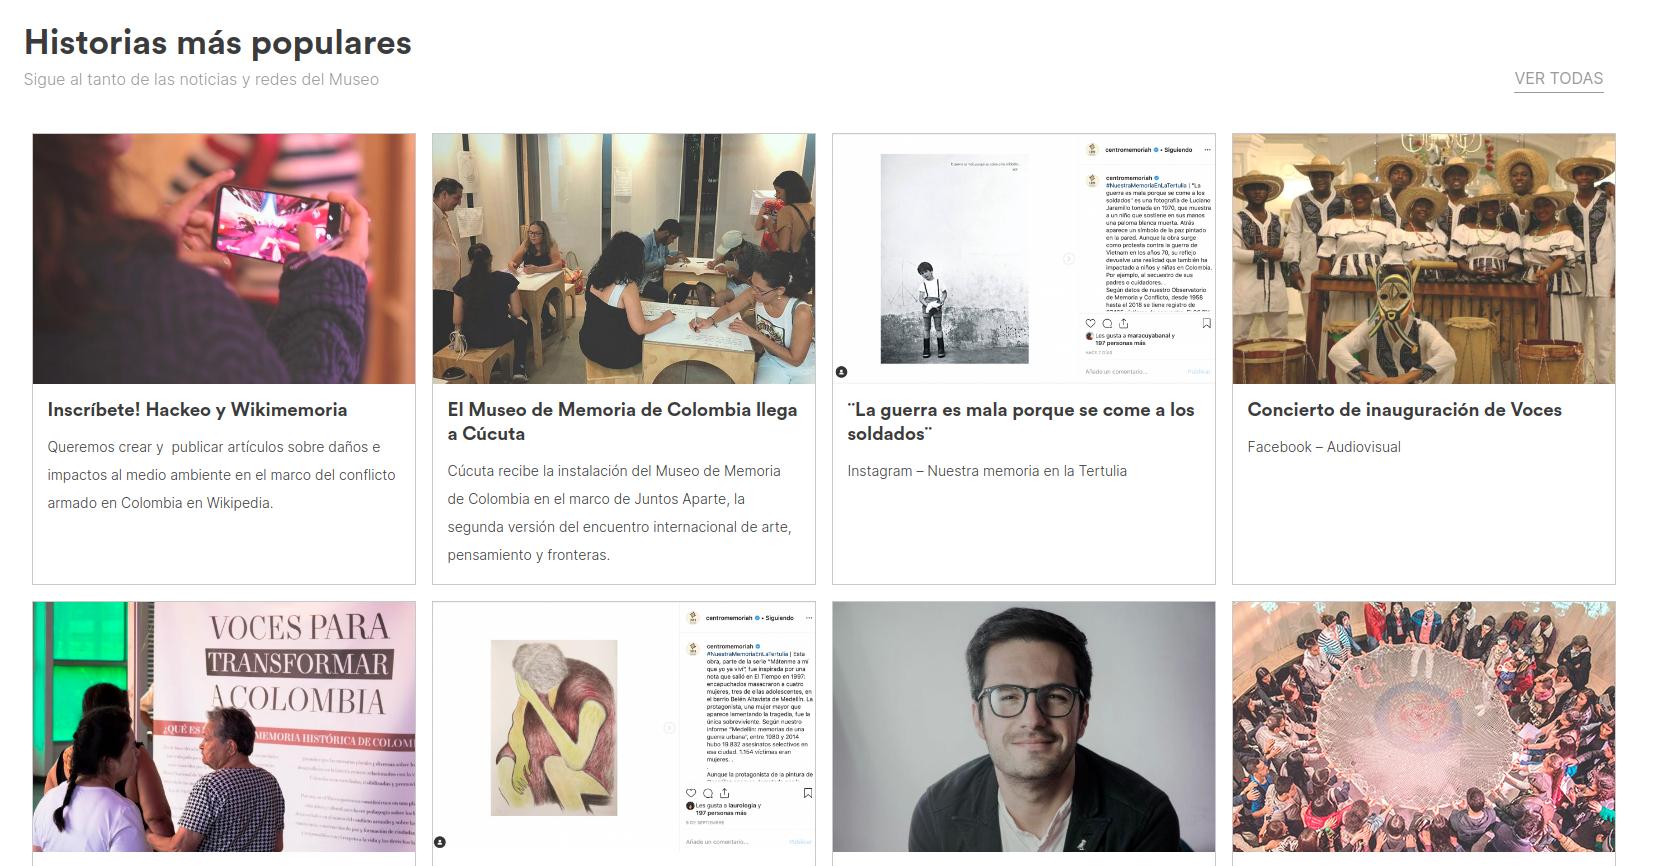 Historias más populares
Sigue al tanto de las noticias y redes del Museo
VER TODAS
Inscríbete! Hackeo y Wikimemoria
Queremos crear y  publicar artículos sobre daños e
impactos al medio ambiente en el marco del conflicto
armado en Colombia en Wikipedia.
El Museo de Memoria de Colombia llega
a Cúcuta
Cúcuta recibe la instalación del Museo de Memoria
de Colombia en el marco de Juntos Aparte, la
segunda versión del encuentro internacional de arte,
pensamiento y fronteras.
centromemoriah • Siguiendo
centromemoriah
#NuestraMemoriaEnLaTertulia | "La
guerra es mala porque se come a los
soldados" es una fotografía de Luciano
Jaramillo tomada en 1970, que muestra
a un niño que sostiene en sus manos
una paloma blanca muerta. Atrás
aparece un símbolo de la paz pintado
en la pared. Aunque la obra surge
como protesta contra la guerra de
Vietnam en los años 70, su reflejo
devuelve una realidad que también ha
impactado a niños y niñas en Colombia.
Por ejemplo, al secuestro de sus
padres o cuidadores. .
Según datos de nuestro Observatorio
de Memoria y Conflicto, desde 1958
hasta el 2018 se tiene registro de
Les gusta a maracuyabanal y
197 personas más
HACE 2 DÍAS
Añade un comentario...
Publicar
¨La guerra es mala porque se come a los
soldados¨
Instagram – Nuestra memoria en la Tertulia
Concierto de inauguración de Voces
Facebook – Audiovisual
VOCES PARA
TRANSFORMAR
A COLOMBIA
¿QUÉ ES
MEMORIA HISTÓRICA DE COLOM
centromemoriah • Siguiendo
centromemoriah
#NuestraMemoriaEnLaTertulia | Esta
obra, parte de la serie "Mátenme a mí
que yo ya viví", fue inspirada por una
nota que salió en El Tiempo en 1997:
encapuchados masacraron a cuatro
mujeres, tres de ellas adolescentes, en
el barrio Belén Altavista de Medellín. La
protagonista, una mujer mayor que
aparece lamentando la tragedia, fue la
única sobreviviente. Según nuestro
informe "Medellín: memorias de una
guerra urbana", entre 1980 y 2014
hubo 19.832 asesinatos selectivos en
esa ciudad. 1.154 víctimas eran
mujeres. .
Aunque la protagonista de la pintura de
Les gusta a laurologia y
197 personas más
9 DE SEPTIEMBRE
Añade un comentario...
Publicar